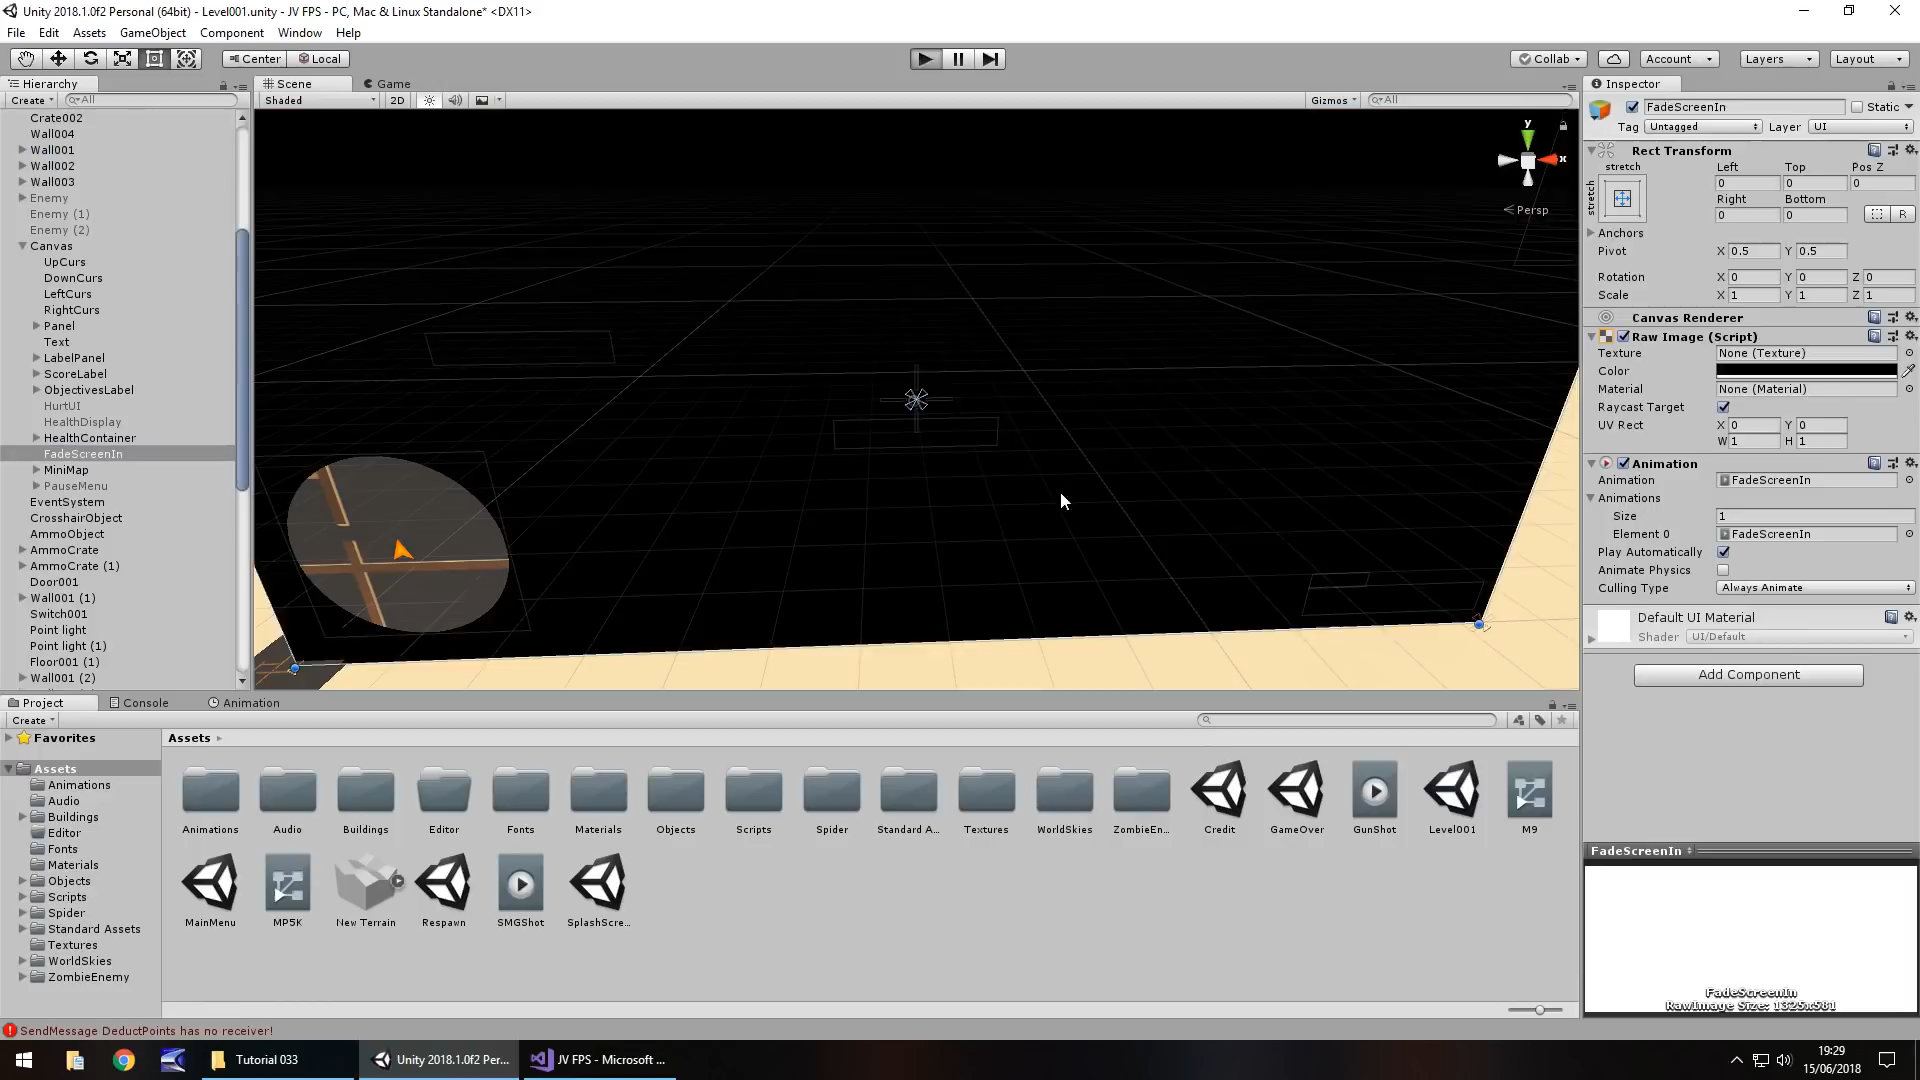 Unity 2018.1.0f2 Personal (64bit) - Level001.unity - JV FPS - PC, Mac & Linux Standalone* <DX11>
File Edit Assets GameObject Component Window Help
Center Local Collab Account Layers Layout
Hierarchy
Create All
Crate002
Wall004
Wall001
Wall002
Wall003
Enemy
Enemy (1)
Enemy (2)
Canvas
UpCurs
DownCurs
LeftCurs
RightCurs
Panel
Text
LabelPanel
ScoreLabel
ObjectivesLabel
HurtUI
HealthDisplay
HealthContainer
FadeScreenIn
MiniMap
PauseMenu
EventSystem
CrosshairObject
AmmoObject
AmmoCrate
AmmoCrate (1)
Door001
Wall001 (1)
Switch001
Point light
Point light (1)
Floor001 (1)
Wall001 (2)
Scene Game
Shaded 2D Gizmos All
y
x
Persp
Inspector
FadeScreenIn Static
Tag Untagged Layer UI
Rect Transform
stretch Left Top Pos Z
stretch
0 0 0
Right Bottom
0 0 R
Anchors
Pivot X 0.5 Y 0.5
Rotation X 0 Y 0 Z 0
Scale X 1 Y 1 Z 1
Canvas Renderer
Raw Image (Script)
Texture None (Texture)
Color
Material None (Material)
Raycast Target
UV Rect X 0 Y 0
W 1 H 1
Animation
Animation FadeScreenIn
Animations
Size 1
Element 0 FadeScreenIn
Play Automatically
Animate Physics
Culling Type Always Animate
Default UI Material
Shader UI/Default
Add Component
FadeScreenIn
FadeScreenIn
RawImage Size: 1325x581
Project Console Animation
Create
Favorites
Assets
Animations
Audio
Buildings
Editor
Fonts
Materials
Objects
Scripts
Spider
Standard Assets
Textures
WorldSkies
ZombieEnemy
Assets
Animations Audio Buildings Editor Fonts Materials Objects Scripts Spider Standard A... Textures WorldSkies ZombieEn... Credit GameOver GunShot Level001 M9
MainMenu MP5K New Terrain Respawn SMGShot SplashScre...
SendMessage DeductPoints has no receiver!
Tutorial 033 Unity 2018.1.0f2 Per... JV FPS - Microsoft ...
19:29
15/06/2018